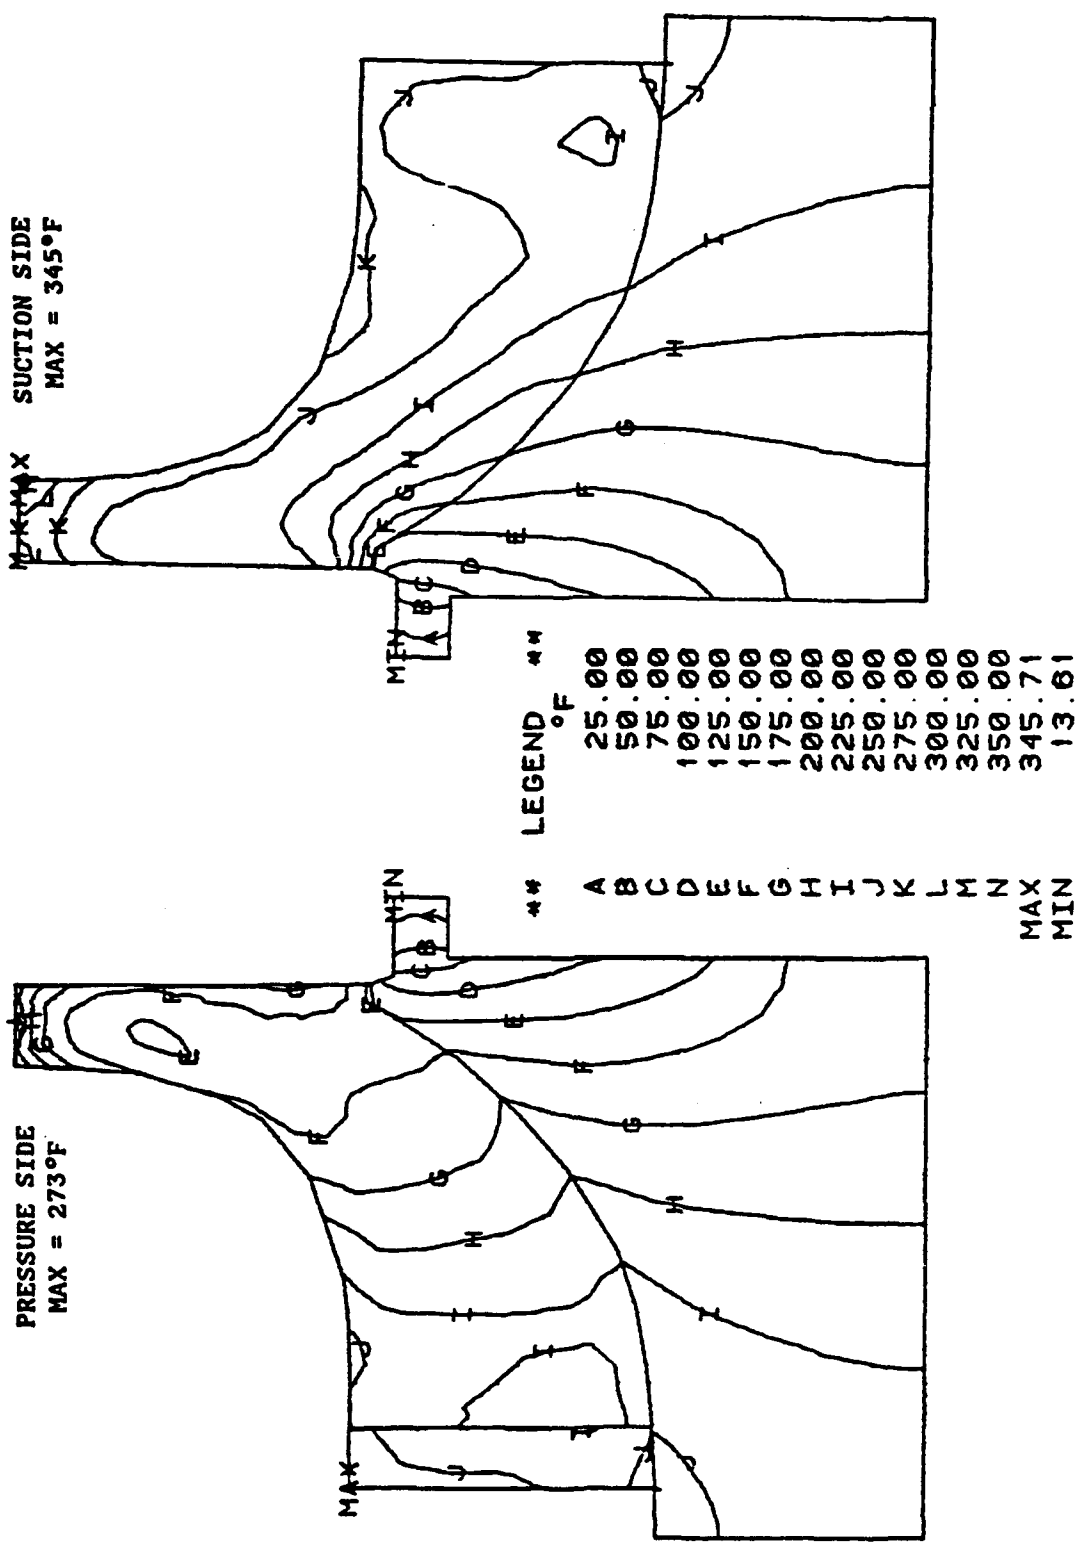 PRESSURE SIDE
MAX = 273°F
SUCTION SIDE
MAX = 345°F
MAX
MIN
G
F
G
E
F
F
G
H
I
J
I
J
I
J
J
I
H
G
F
E
D
C
B
A
MAX
K
L
K
J
K
J
I
H
G
F
E
I
J
J
I
H
G
F
E
D
C
B
A
MIN
** LEGEND **
°F
A 25.00
B 50.00
C 75.00
D 100.00
E 125.00
F 150.00
G 175.00
H 200.00
I 225.00
J 250.00
K 275.00
L 300.00
M 325.00
N 350.00
MAX 345.71
MIN 13.61